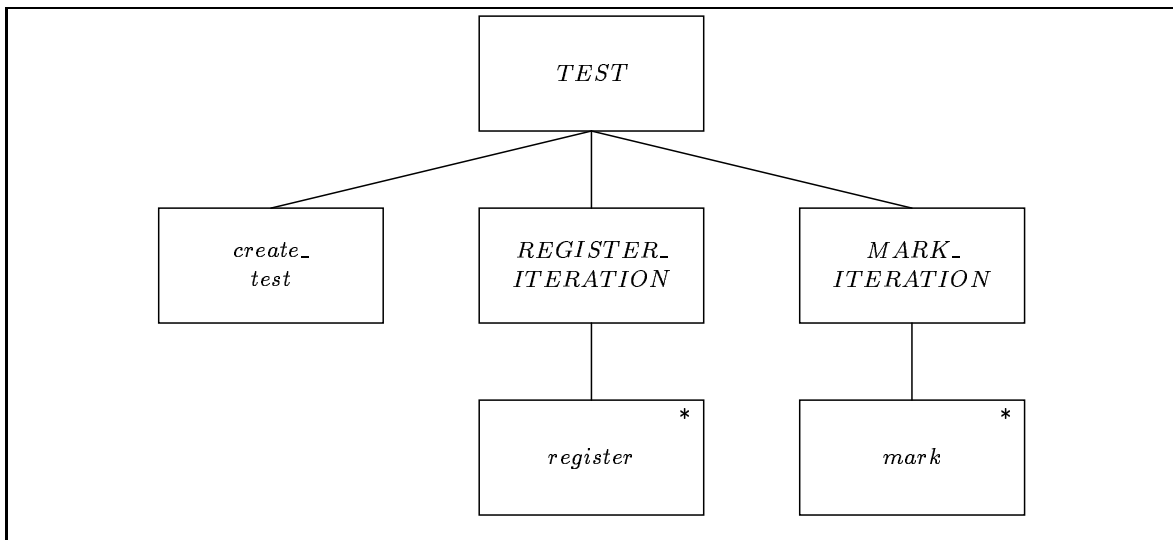 TEST
create_
test
REGISTER_
ITERATION
MARK_
ITERATION
*
register
*
mark